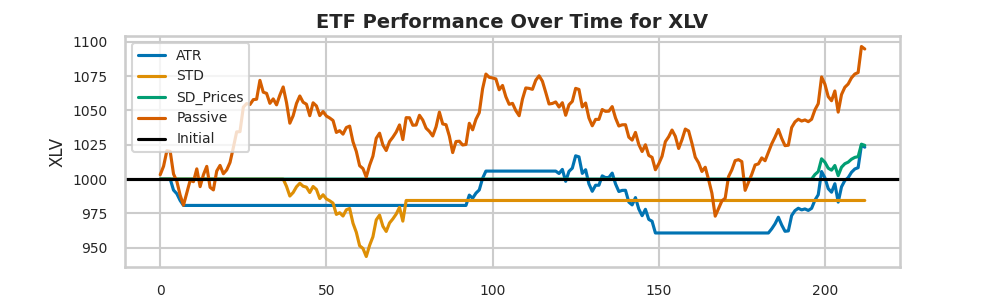 ETF Performance Over Time for XLV
1100
1075
1050
1025
1000
975
950
XLV
ATR
STD
SD_Prices
Passive
Initial
0
50
100
150
200